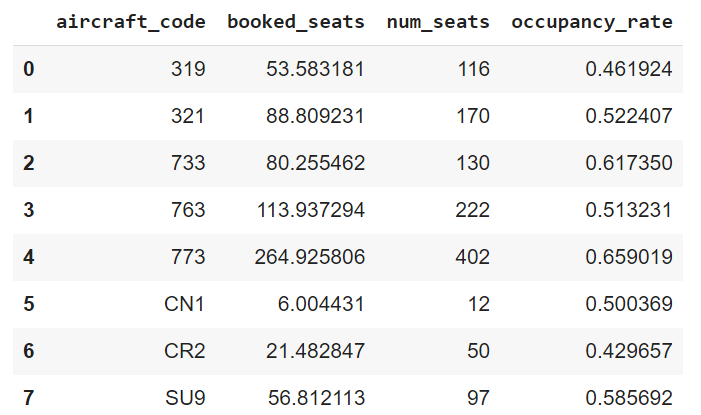 aircraft_code booked_seats num_seats occupancy_rate
0 319 53.583181 116 0.461924
1 321 88.809231 170 0.522407
2 733 80.255462 130 0.617350
3 763 113.937294 222 0.513231
4 773 264.925806 402 0.659019
5 CN1 6.004431 12 0.500369
6 CR2 21.482847 50 0.429657
7 SU9 56.812113 97 0.585692